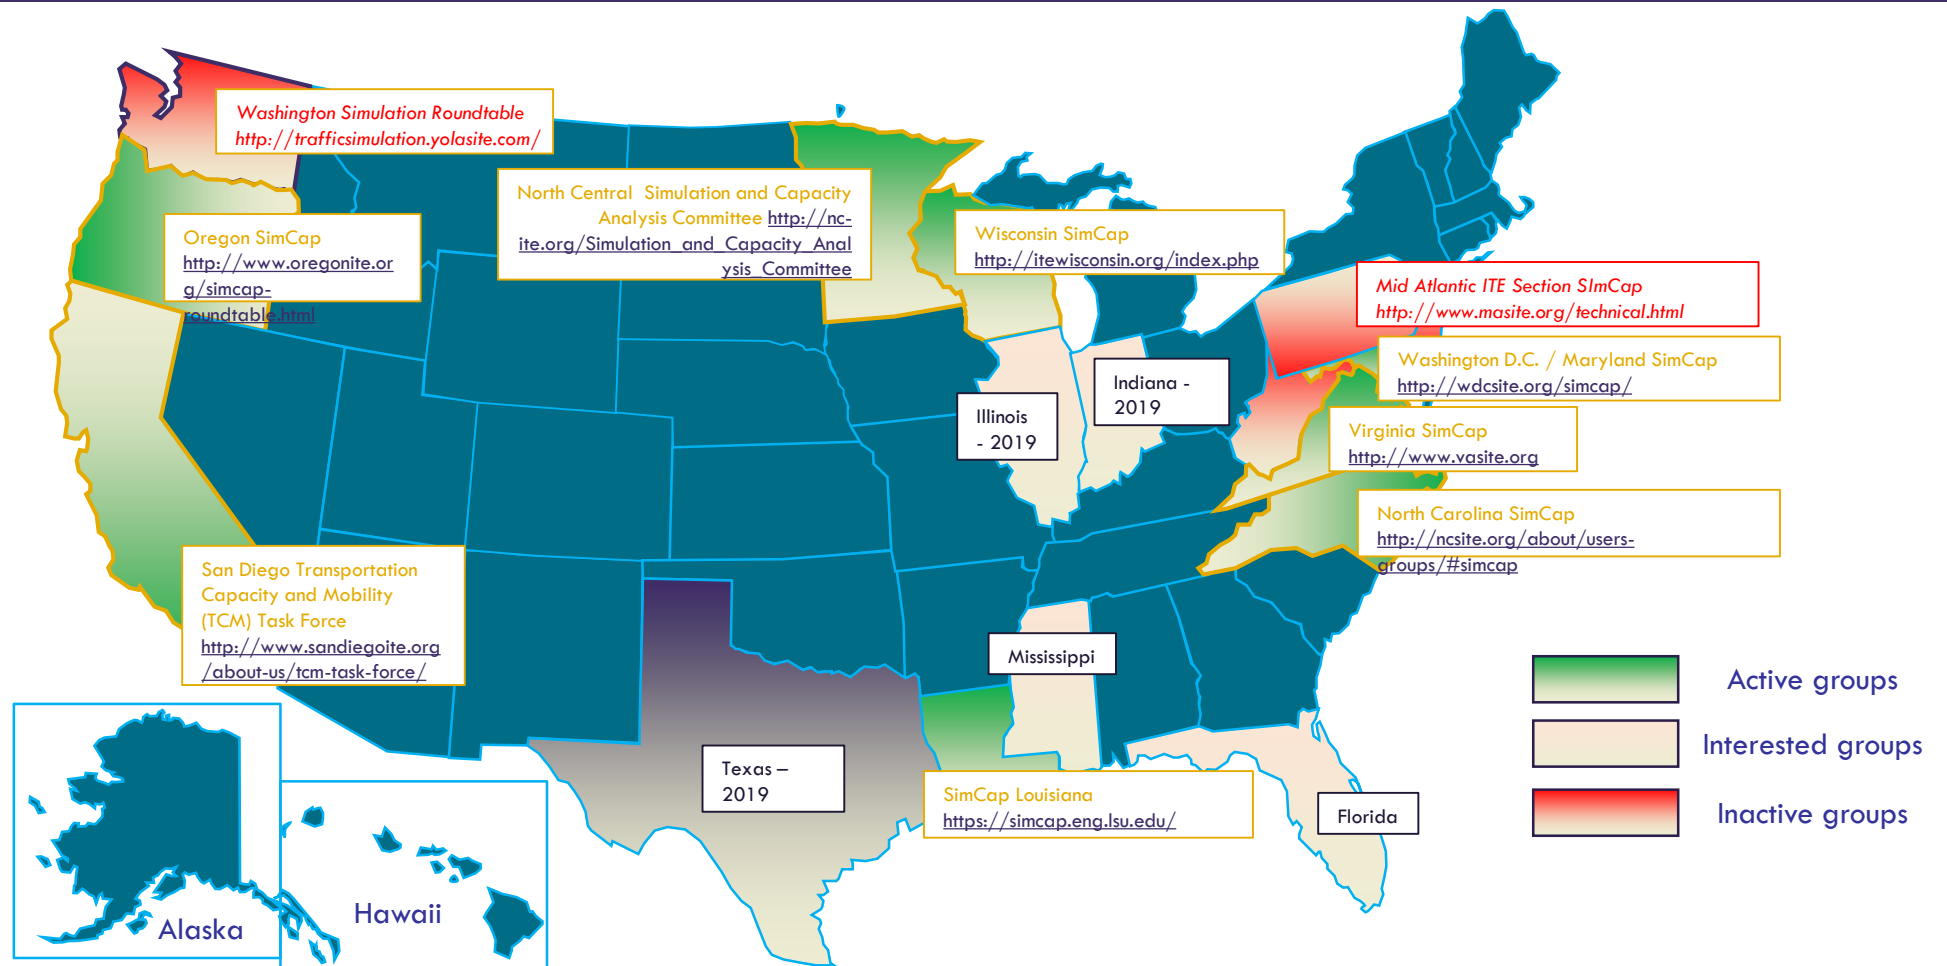 Washington Simulation Roundtable
http://trafficsimulation.yolasite.com/
North Central  Simulation and Capacity
Analysis Committee http://nc-
ite.org/Simulation_and_Capacity_Anal
ysis_Committee
Oregon SimCap
http://www.oregonite.or
g/simcap-
roundtable.html
Wisconsin SimCap
http://itewisconsin.org/index.php
Mid Atlantic ITE Section SImCap
http://www.masite.org/technical.html
Washington D.C. / Maryland SimCap
http://wdcsite.org/simcap/
Indiana -
2019
Illinois
- 2019
Virginia SimCap
http://www.vasite.org
North Carolina SimCap
http://ncsite.org/about/users-
groups/#simcap
San Diego Transportation
Capacity and Mobility
(TCM) Task Force
http://www.sandiegoite.org
/about-us/tcm-task-force/
Mississippi
Active groups
Interested groups
Inactive groups
Texas –
2019
SimCap Louisiana
https://simcap.eng.lsu.edu/
Florida
Alaska
Hawaii